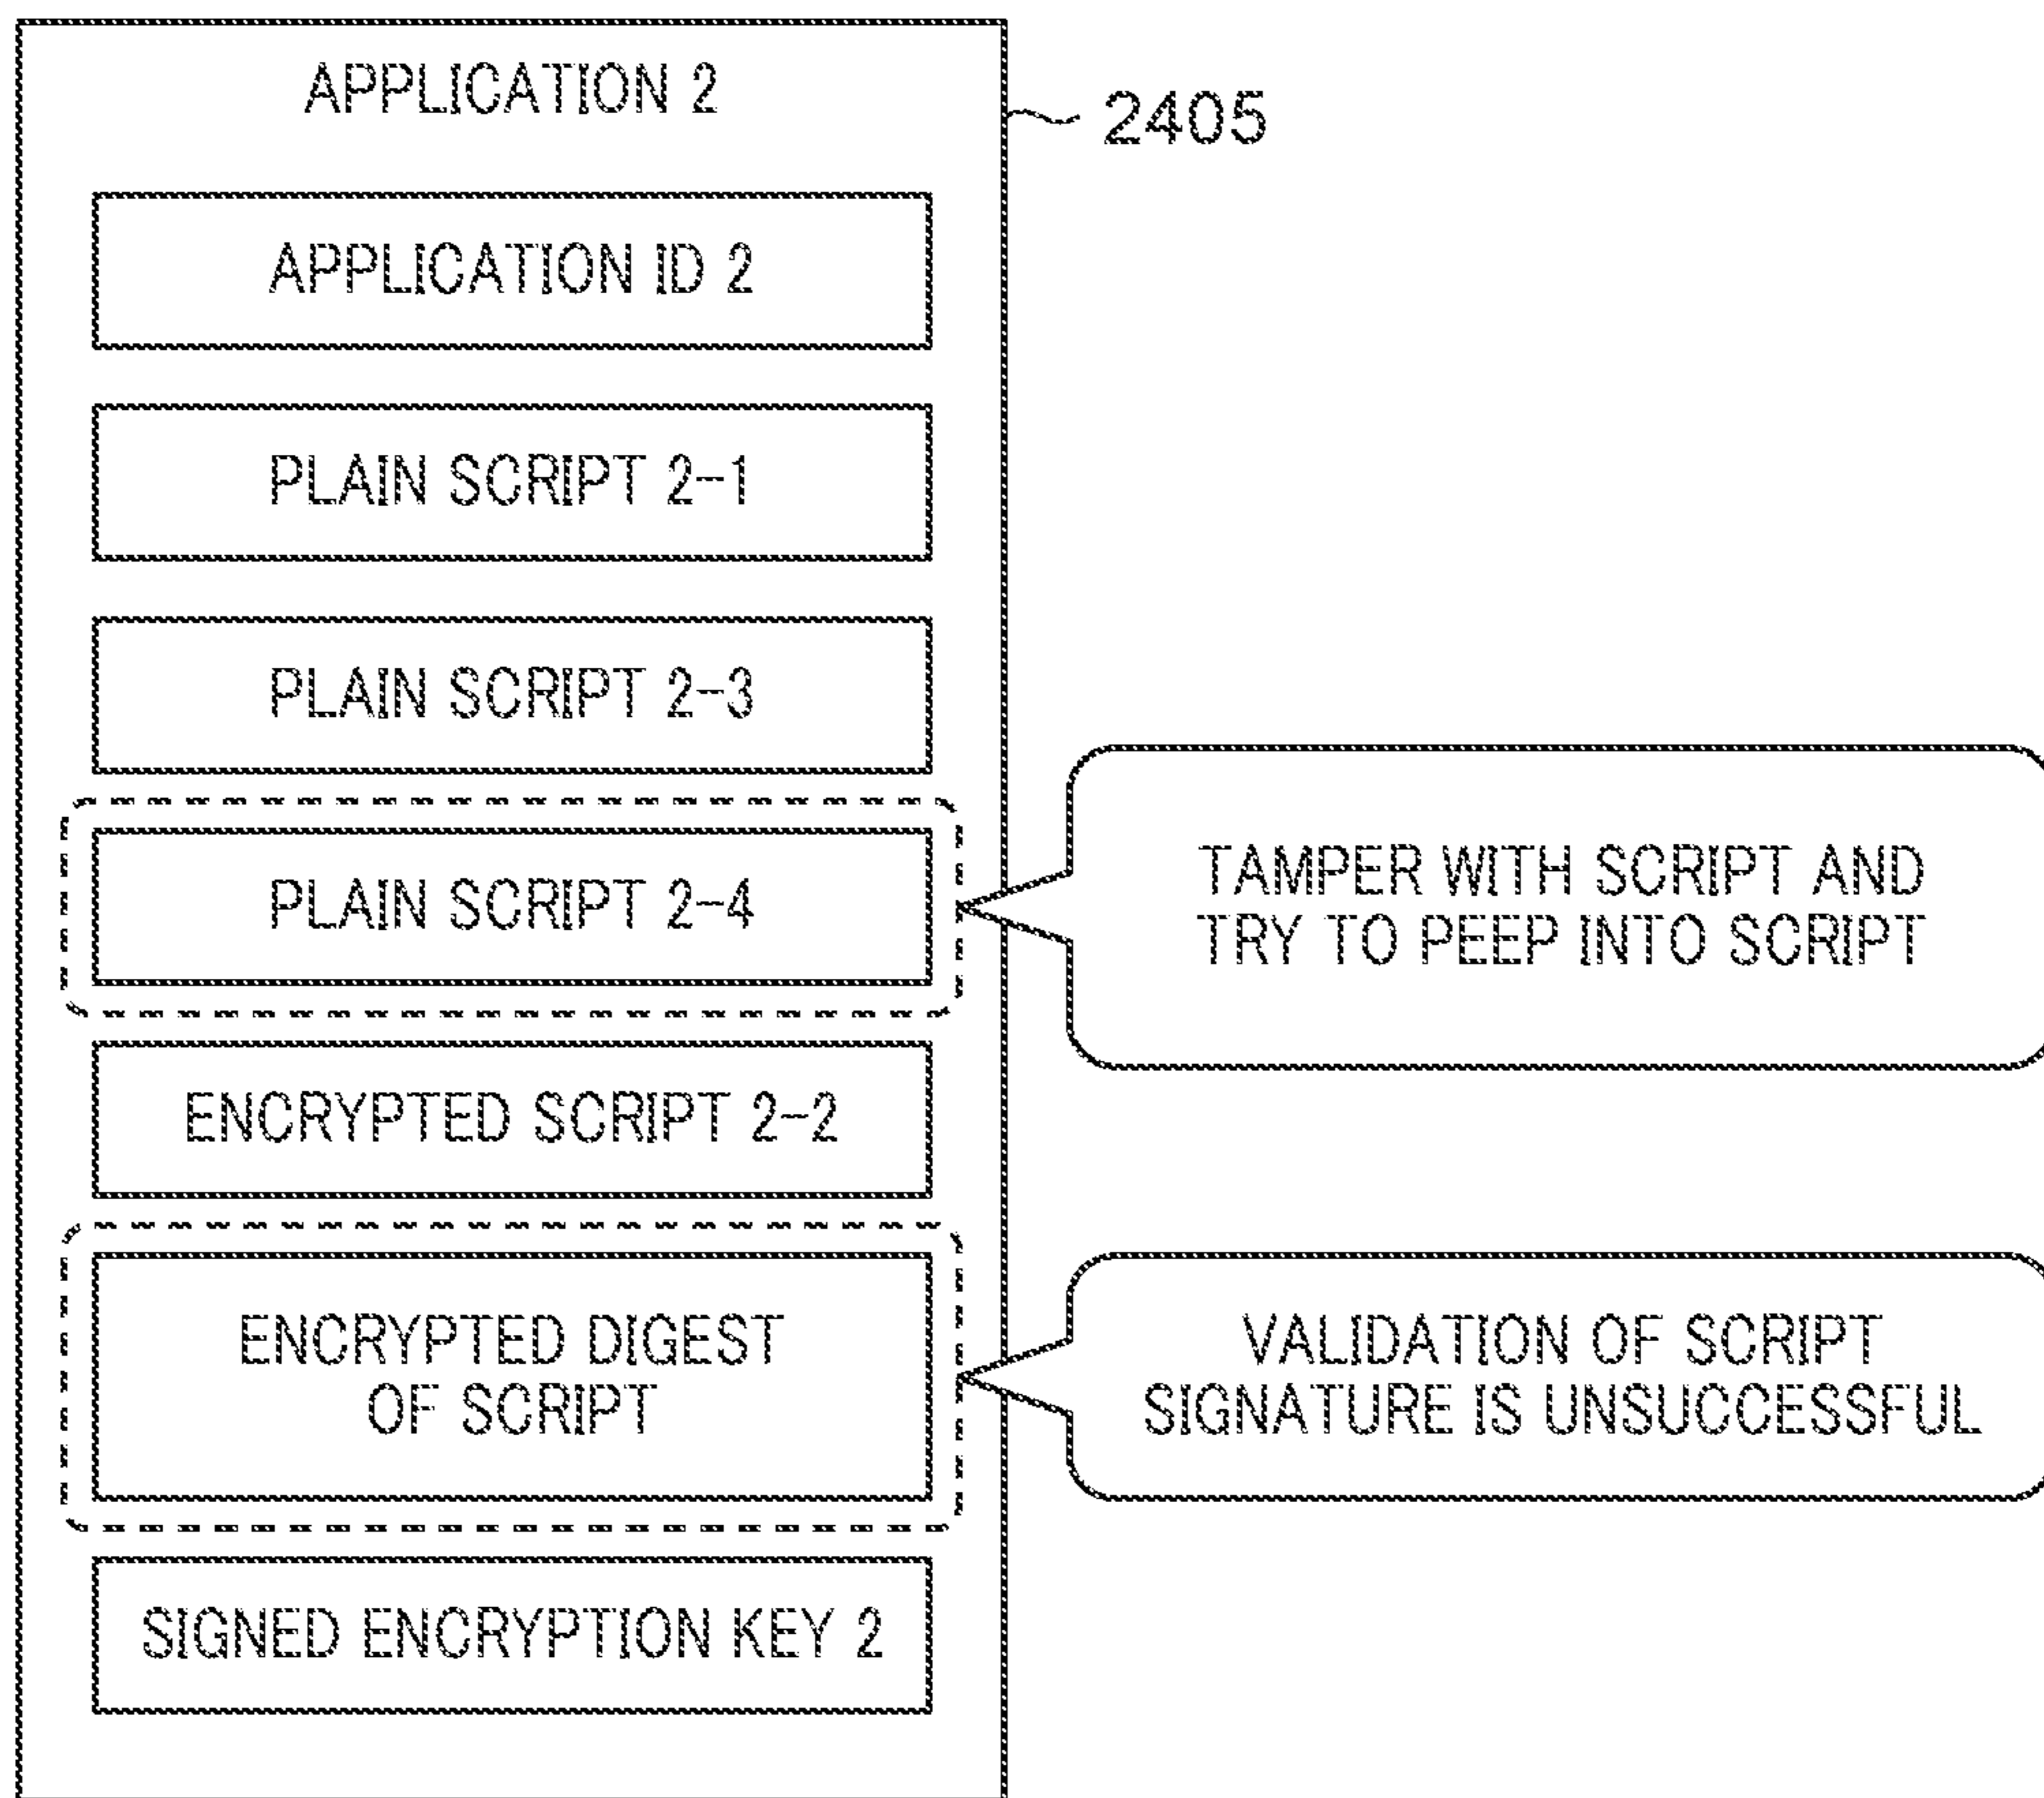 APPLICATION 2
2405
APPLICATION ID 2
PLAIN SCRIPT 2-1
PLAIN SCRIPT 2-3
PLAIN SCRIPT 2-4
TAMPER WITH SCRIPT AND
TRY TO PEEP INTO SCRIPT
ENCRYPTED SCRIPT 2-2
ENCRYPTED DIGEST
OF SCRIPT
VALIDATION OF SCRIPT
SIGNATURE IS UNSUCCESSFUL
SIGNED ENCRYPTION KEY 2